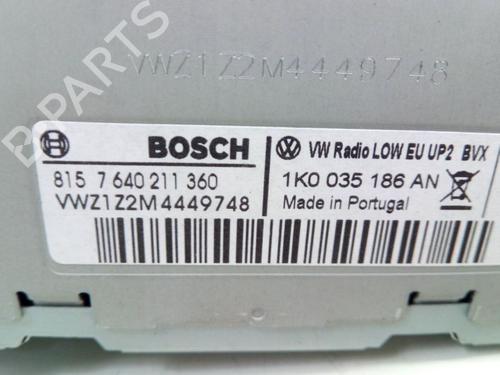 VWZ1Z2M4449748
B PARTS
BOSCH
VW Radio LOW EU UP2 BVX
815 7 640 211 360
1K0 035 186 AN
VWZ1Z2M4449748
Made in Portugal